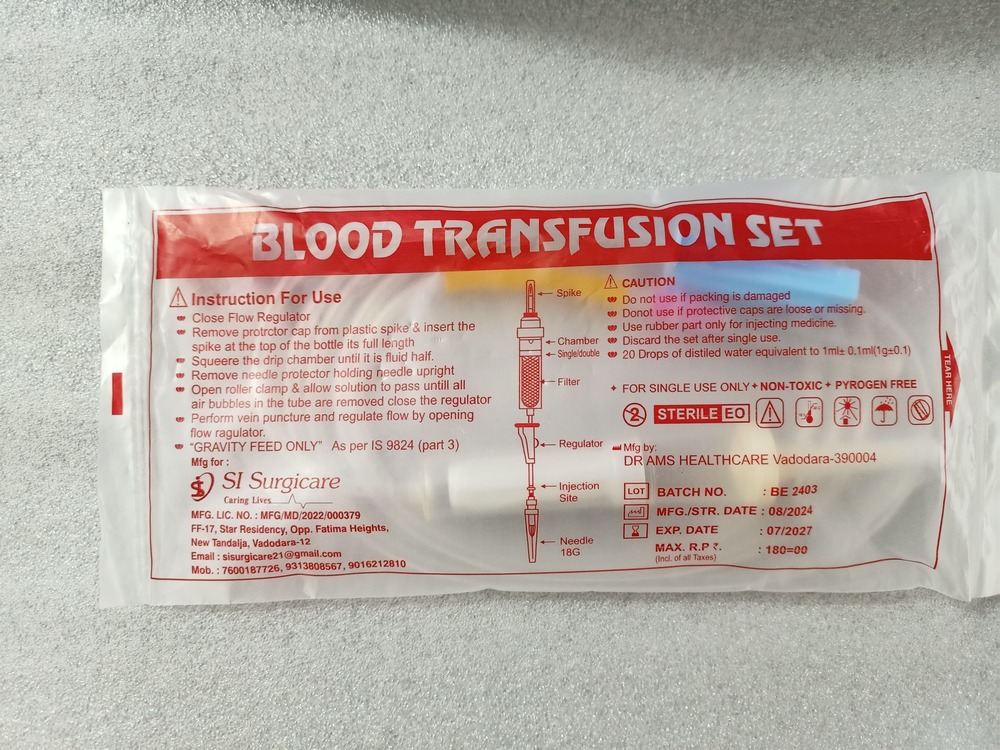 BLOOD TRANSFUSION SET
Instruction For Use
Close Flow Regulator
Remove protrctor cap from plastic spike & insert the
spike at the top of the bottle its full length
Squeere the drip chamber until it is fluid half.
Remove needle protector holding needle upright
Open roller clamp & allow solution to pass untill all
air bubbles in the tube are removed close the regulator
Perform vein puncture and regulate flow by opening
flow ragulator.
"GRAVITY FEED ONLY" As per IS 9824 (part 3)
Mfg for :
SI Surgicare
Caring Lives
MFG. LIC. NO. : MFG/MD/2022/000379
FF-17, Star Residency, Opp. Fatima Heights,
New Tandalja, Vadodara-12
Email : sisurgicare21@gmail.com
Mob. : 7600187726, 9313808567, 9016212810
Spike
Chamber
Single/double
Filter
Regulator
Injection
Site
Needle
18G
CAUTION
Do not use if packing is damaged
Donot use if protective caps are loose or missing.
Use rubber part only for injecting medicine.
Discard the set after single use.
20 Drops of distiled water equivalent to 1ml± 0.1ml(1g±0.1)
FOR SINGLE USE ONLY + NON-TOXIC + PYROGEN FREE
2 STERILE EO
Mfg by:
DR AMS HEALTHCARE Vadodara-390004
LOT BATCH NO. : BE 2403
MFG./STR. DATE : 08/2024
EXP. DATE : 07/2027
MAX. R.P ₹. : 180=00
(Incl. of all Taxes)
TEAR HERE